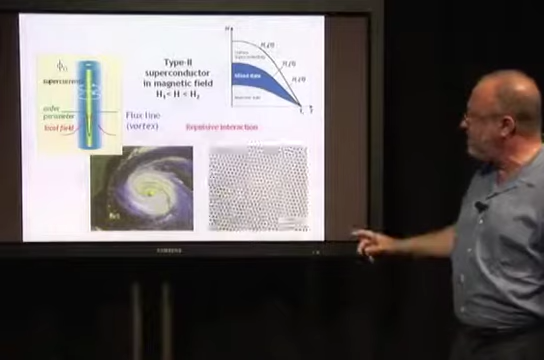 Type-II
superconductor
in magnetic field
H₁ < H < H₂
Φ₀
supercurrent
order
parameter
local field
Flux line
(vortex)
Repulsive interaction
Mixed state
SAMSUNG